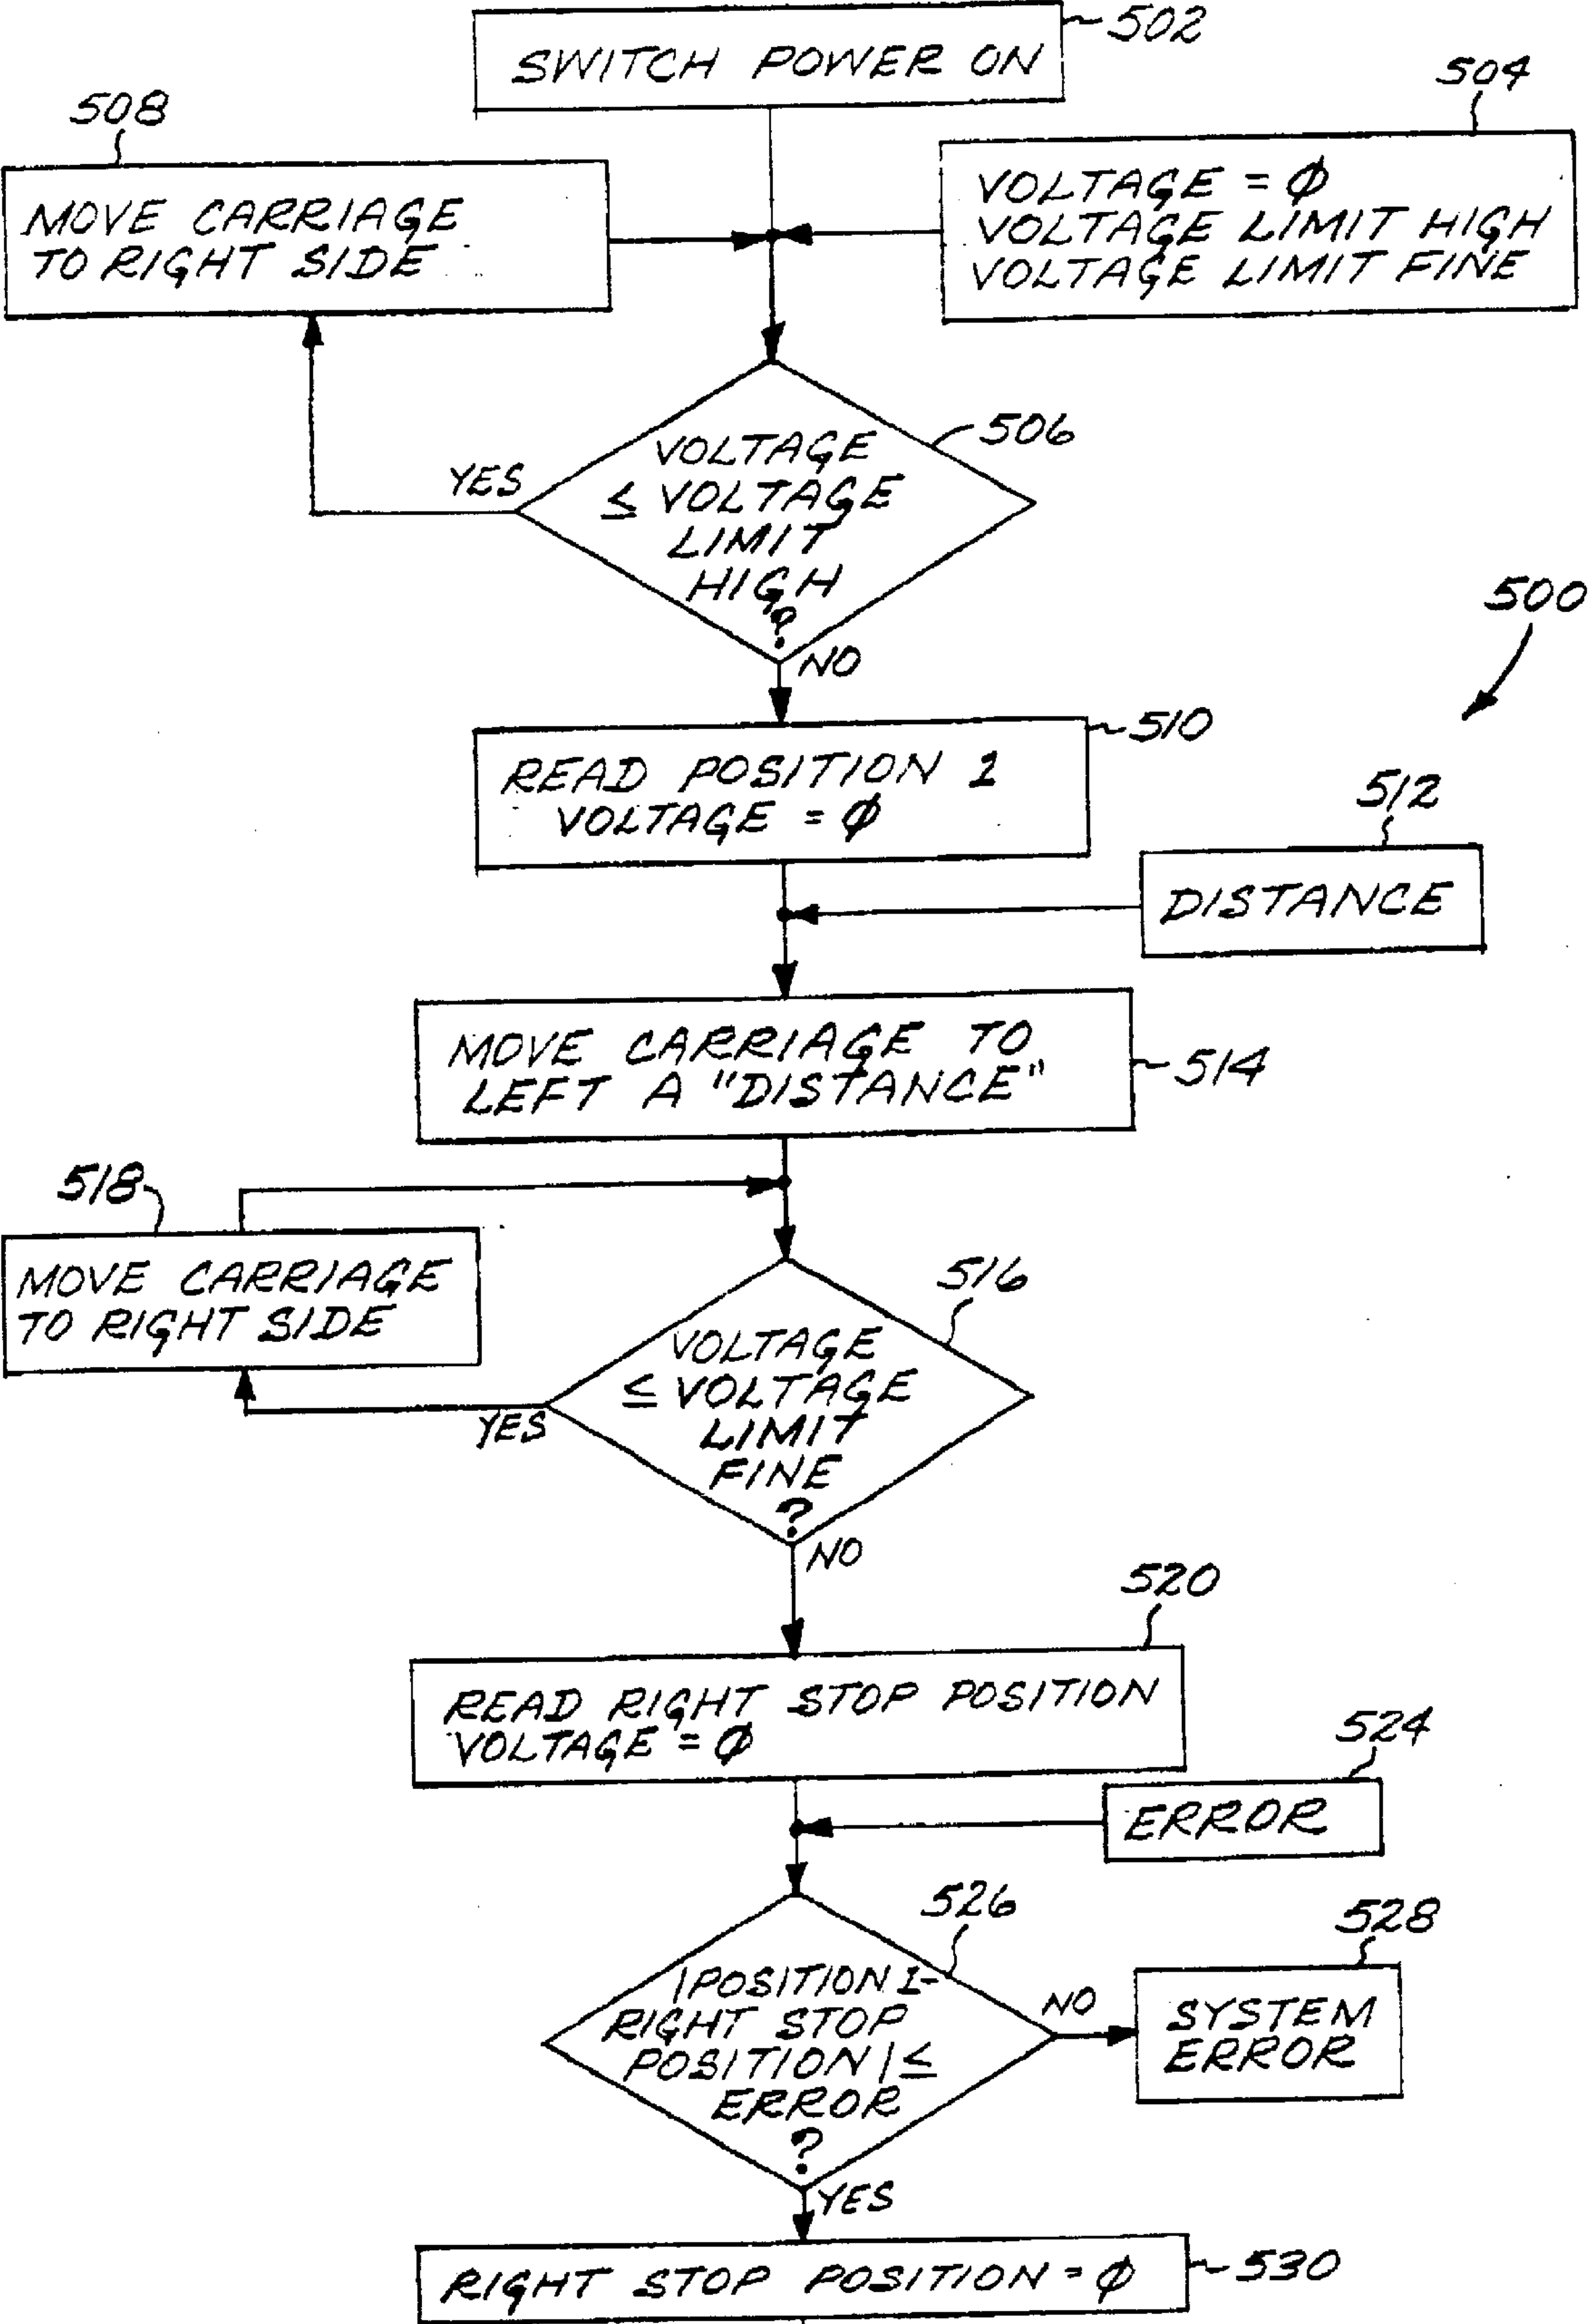 502
SWITCH POWER ON
504
508
VOLTAGE = φ
VOLTAGE LIMIT HIGH
VOLTAGE LIMIT FINE
MOVE CARRIAGE
TO RIGHT SIDE
506
VOLTAGE
≤ VOLTAGE
LIMIT
HIGH
?
YES
NO
500
510
READ POSITION 1
VOLTAGE = φ
512
DISTANCE
MOVE CARRIAGE TO
LEFT A "DISTANCE"
514
518
MOVE CARRIAGE
TO RIGHT SIDE
516
VOLTAGE
≤ VOLTAGE
LIMIT
FINE
?
YES
NO
520
READ RIGHT STOP POSITION
VOLTAGE = φ
524
ERROR
526
|POSITION 1-
RIGHT STOP
POSITION| ≤
ERROR
?
NO
528
SYSTEM
ERROR
YES
RIGHT STOP POSITION = φ
530